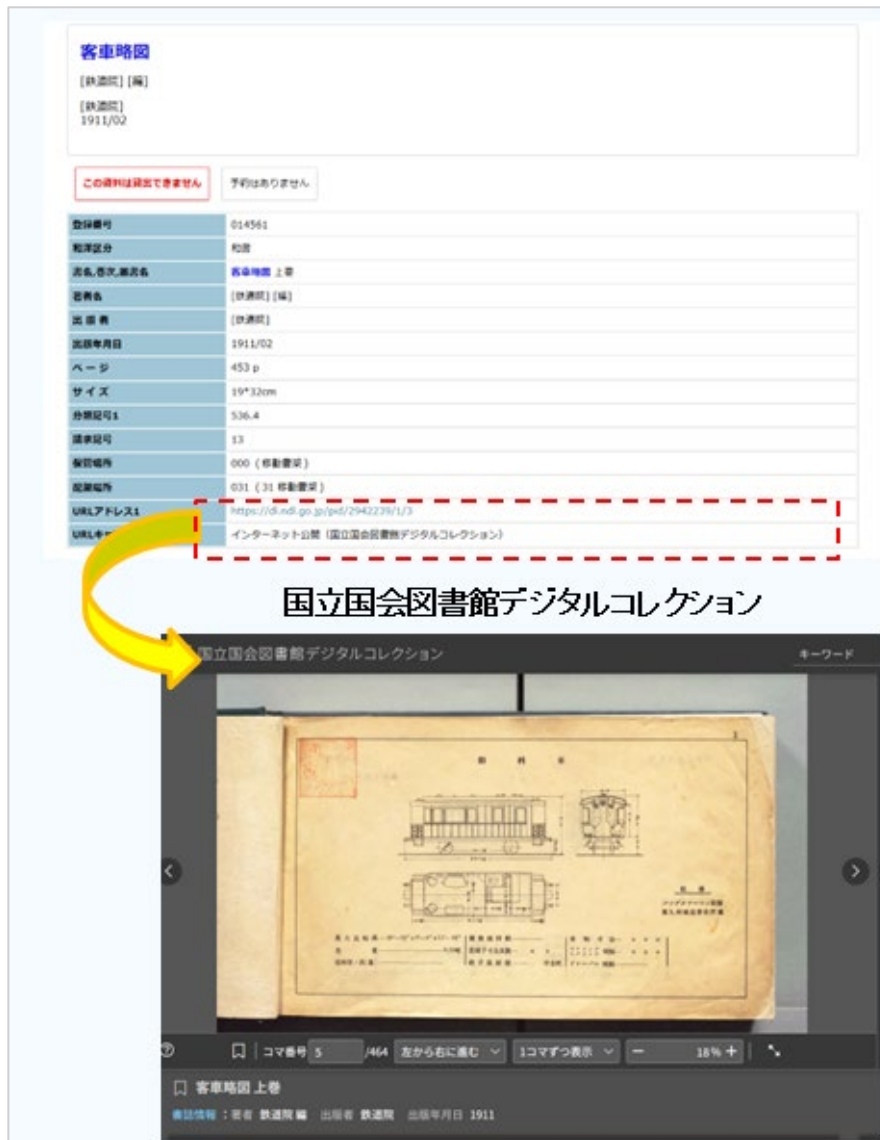 客車略図
[鉄道院] [編]
[鉄道院]
1911/02
この資料は貸出できません 予約はありません
登録番号 014561
和洋区分 和書
書名,巻次,叢書名 客車略図 上巻
著者名 [鉄道院] [編]
出版者 [鉄道院]
出版年月日 1911/02
ページ 453 p
サイズ 19*32cm
分類記号1 536.4
請求記号 13
保管場所 000 (移動書架)
配架場所 031 (31 移動書架)
URLアドレス1 https://dl.ndl.go.jp/pid/2942239/1/3
URLキー インターネット公開（国立国会図書館デジタルコレクション）
国立国会図書館デジタルコレクション
国立国会図書館デジタルコレクション キーワード
1
コマ番号 5 /464 左から右に進む 1コマずつ表示 − 18% +
客車略図 上巻
書誌情報 : 著者 鉄道院 編 出版者 鉄道院 出版年月日 1911